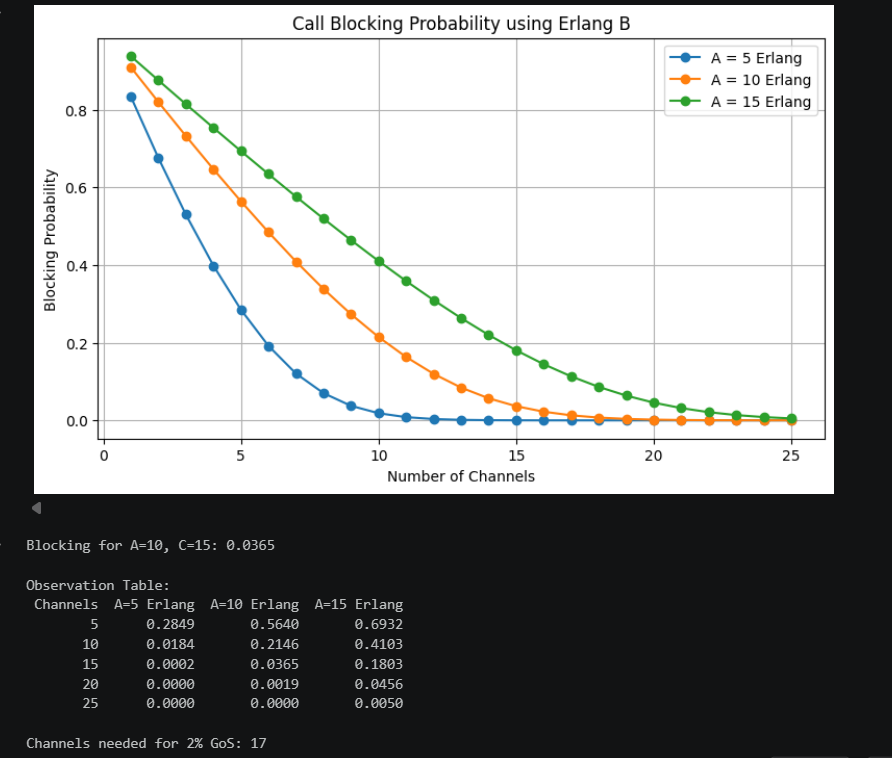 Call Blocking Probability using Erlang B
A = 5 Erlang
A = 10 Erlang
A = 15 Erlang
Blocking Probability
0.8
0.6
0.4
0.2
0.0
0 5 10 15 20 25
Number of Channels
Blocking for A=10, C=15: 0.0365
Observation Table:
Channels A=5 Erlang A=10 Erlang A=15 Erlang
5 0.2849 0.5640 0.6932
10 0.0184 0.2146 0.4103
15 0.0002 0.0365 0.1803
20 0.0000 0.0019 0.0456
25 0.0000 0.0000 0.0050
Channels needed for 2% GoS: 17